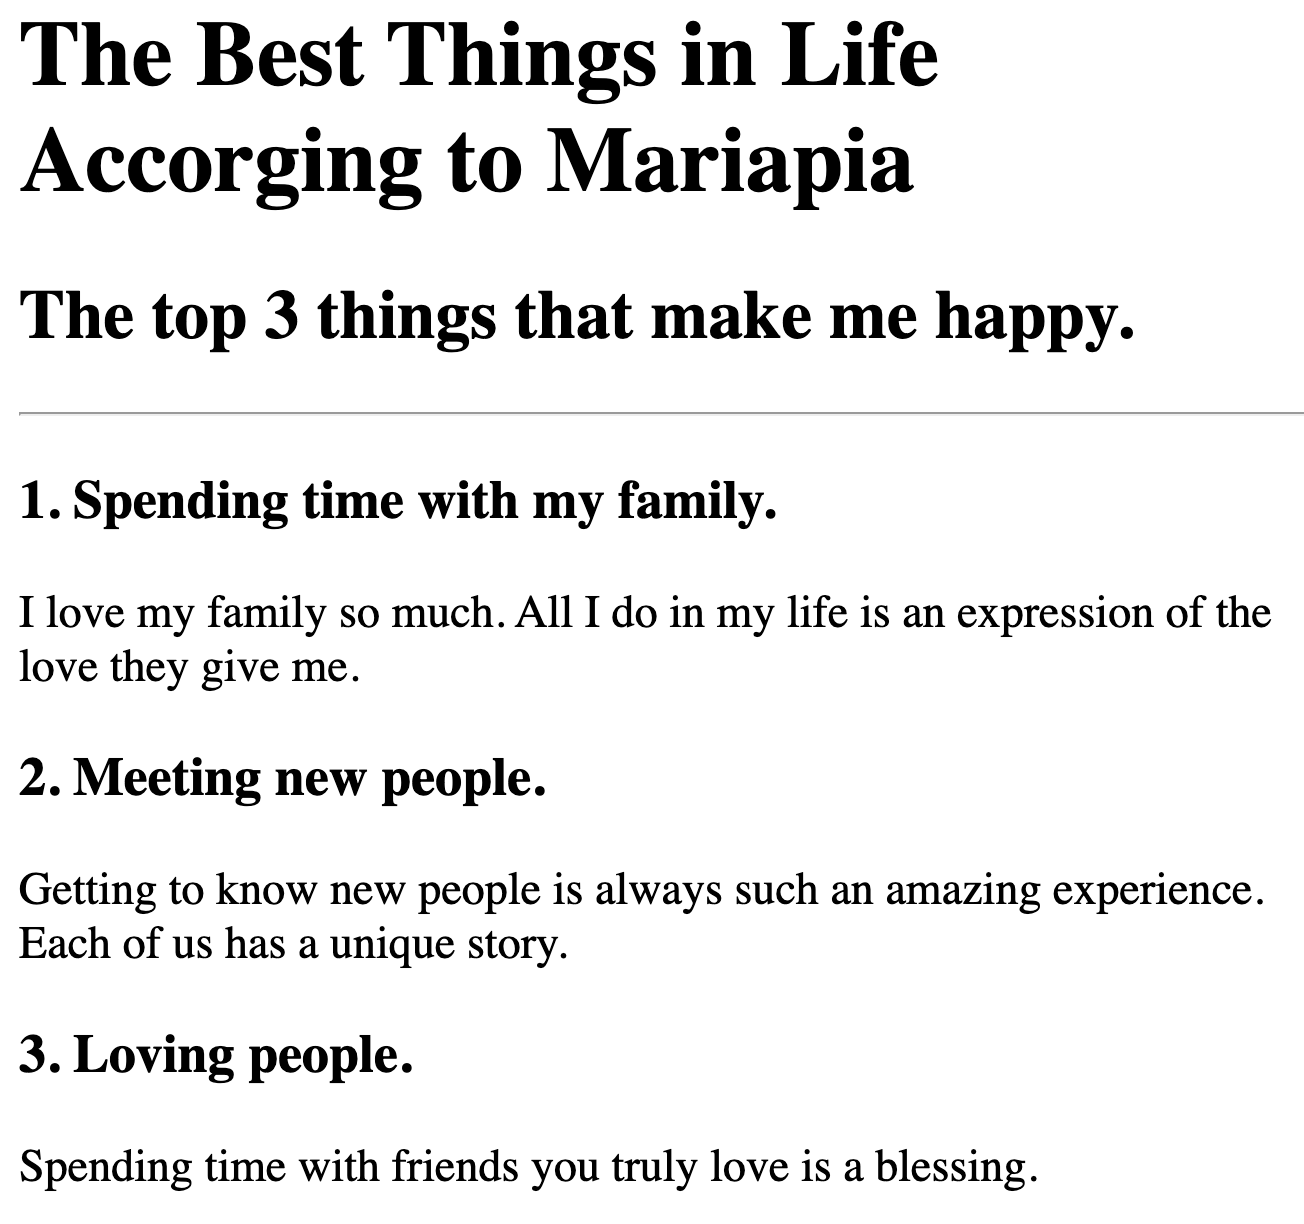 The Best Things in Life
Accorging to Mariapia
The top 3 things that make me happy.
1. Spending time with my family.
I love my family so much. All I do in my life is an expression of the
love they give me.
2. Meeting new people.
Getting to know new people is always such an amazing experience.
Each of us has a unique story.
3. Loving people.
Spending time with friends you truly love is a blessing.